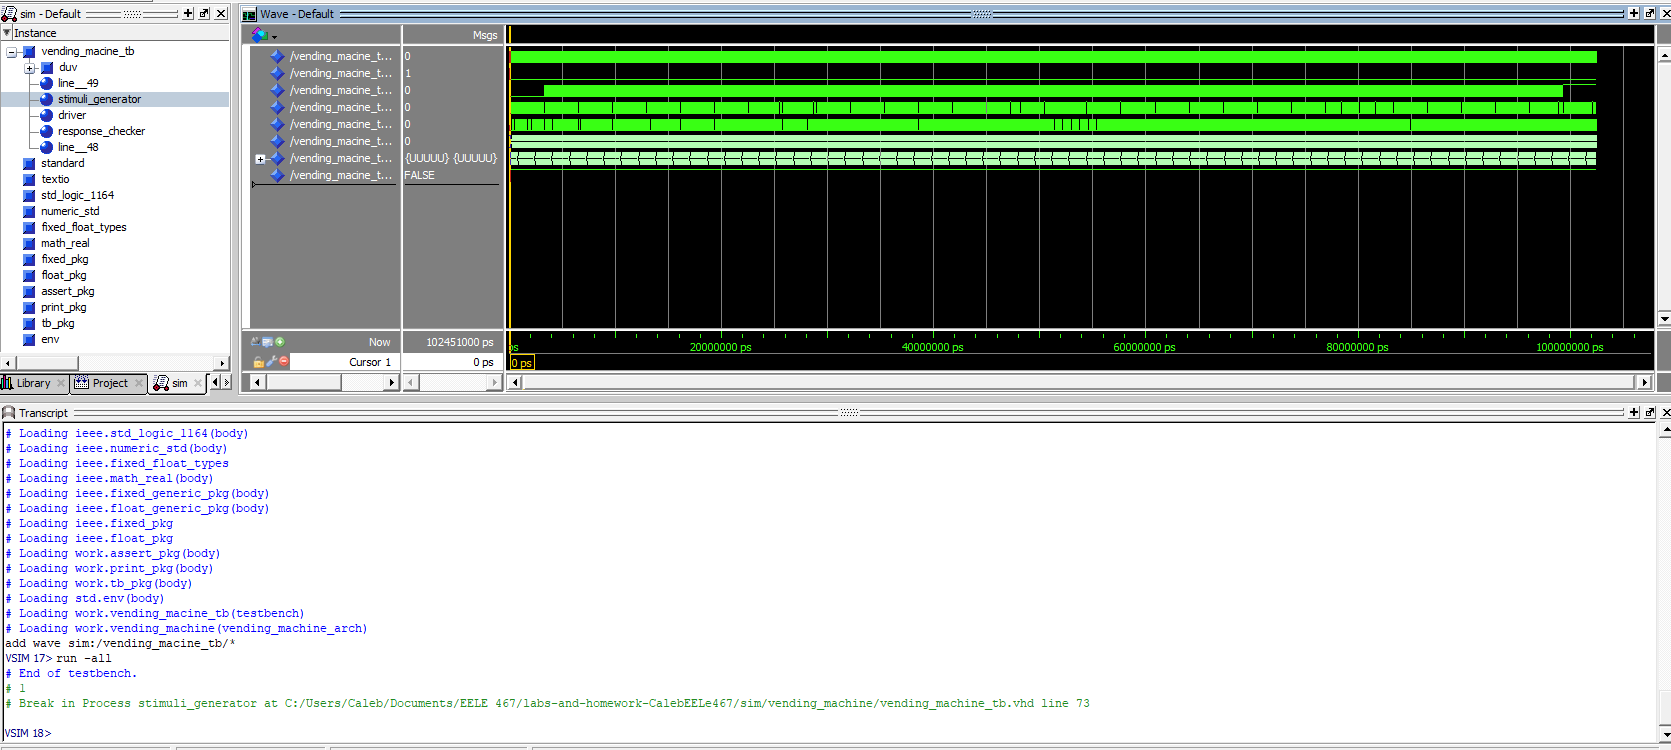 sim - Default
Instance
vending_macine_tb
duv
line__49
stimuli_generator
driver
response_checker
line__48
standard
textio
std_logic_1164
numeric_std
fixed_float_types
math_real
fixed_pkg
float_pkg
assert_pkg
print_pkg
tb_pkg
env
Library
Project
sim
Wave - Default
Msgs
/vending_macine_t... 0
/vending_macine_t... 1
/vending_macine_t... 0
/vending_macine_t... 0
/vending_macine_t... 0
/vending_macine_t... 0
/vending_macine_t... {UUUUU} {UUUUU}
/vending_macine_t... FALSE
Now 102451000 ps
ps 20000000 ps 40000000 ps 60000000 ps 80000000 ps 100000000 ps
Cursor 1 0 ps
0 ps
Transcript
# Loading ieee.std_logic_1164(body)
# Loading ieee.numeric_std(body)
# Loading ieee.fixed_float_types
# Loading ieee.math_real(body)
# Loading ieee.fixed_generic_pkg(body)
# Loading ieee.float_generic_pkg(body)
# Loading ieee.fixed_pkg
# Loading ieee.float_pkg
# Loading work.assert_pkg(body)
# Loading work.print_pkg(body)
# Loading work.tb_pkg(body)
# Loading std.env(body)
# Loading work.vending_macine_tb(testbench)
# Loading work.vending_machine(vending_machine_arch)
add wave sim:/vending_macine_tb/*
VSIM 17> run -all
# End of testbench.
# 1
# Break in Process stimuli_generator at C:/Users/Caleb/Documents/EELE 467/labs-and-homework-CalebEELe467/sim/vending_machine/vending_machine_tb.vhd line 73
VSIM 18>